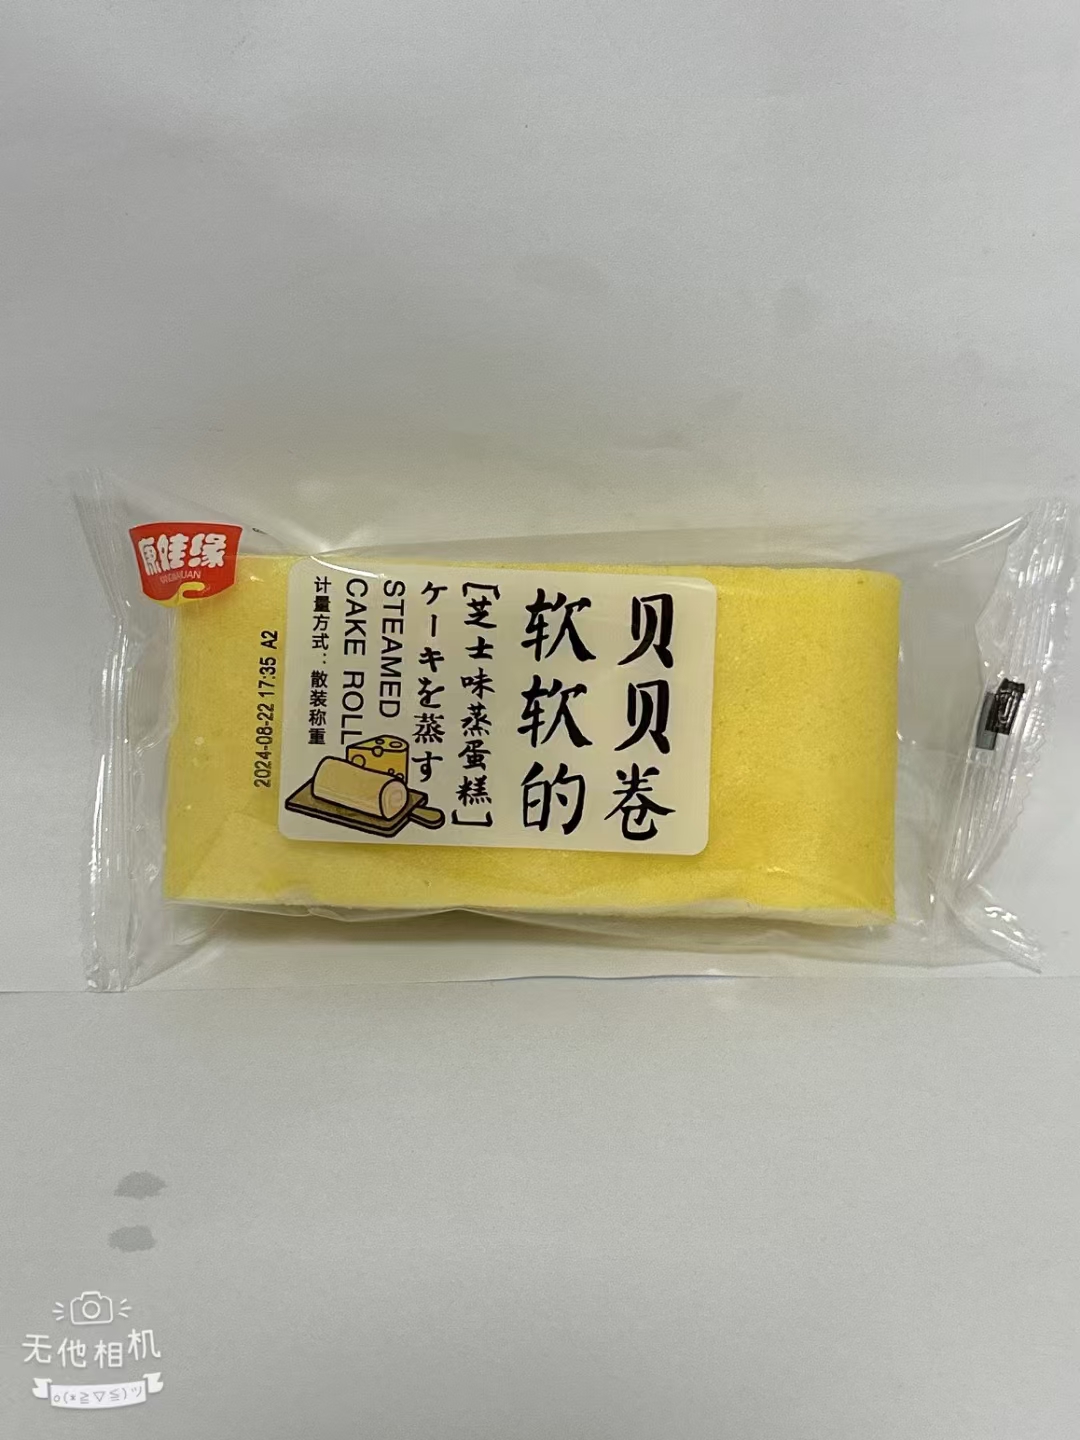 康娃缘
贝贝卷
软软的
[芝士味蒸蛋糕]
ケーキを蒸す
STEAMED
CAKE ROLL
计量方式：散装称重
2024-08-22 17:35 A2
无他相机